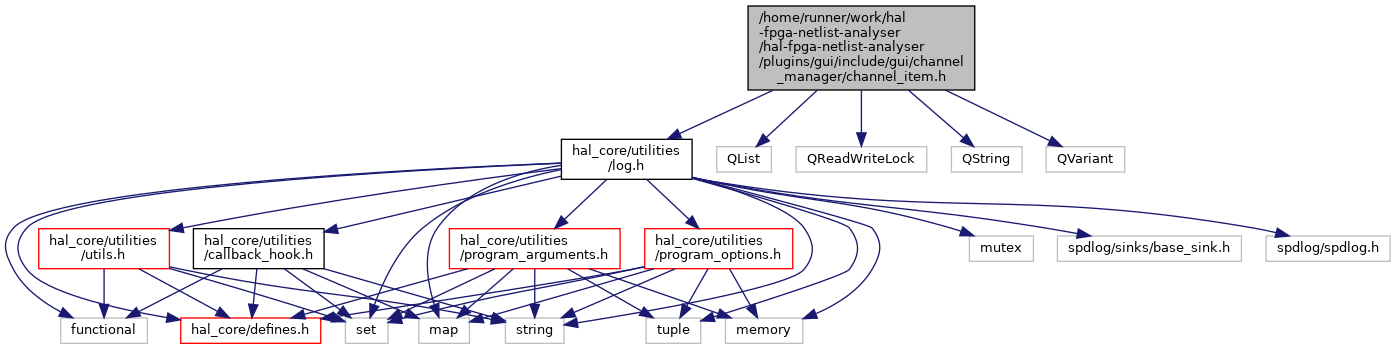 /home/runner/work/hal
-fpga-netlist-analyser
/hal-fpga-netlist-analyser
/plugins/gui/include/gui/channel
_manager/channel_item.h
hal_core/utilities
/log.h
QList
QReadWriteLock
QString
QVariant
hal_core/utilities
/utils.h
hal_core/utilities
/callback_hook.h
hal_core/utilities
/program_arguments.h
hal_core/utilities
/program_options.h
mutex
spdlog/sinks/base_sink.h
spdlog/spdlog.h
functional
hal_core/defines.h
set
map
string
tuple
memory